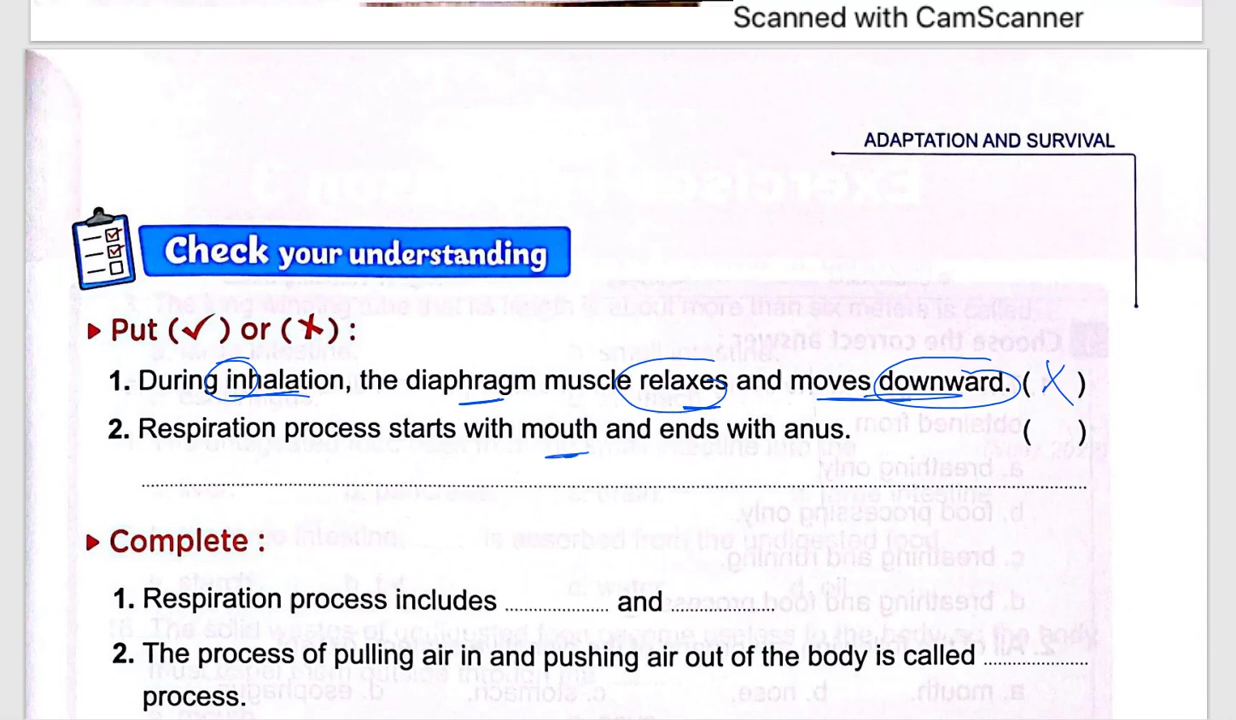 Scanned with CamScanner
ADAPTATION AND SURVIVAL
Check your understanding
Put (✓) or (✗) :
1. During inhalation, the diaphragm muscle relaxes and moves downward. ( X )
2. Respiration process starts with mouth and ends with anus. ( )
Complete :
1. Respiration process includes .................. and ..................
2. The process of pulling air in and pushing air out of the body is called ..................
process.